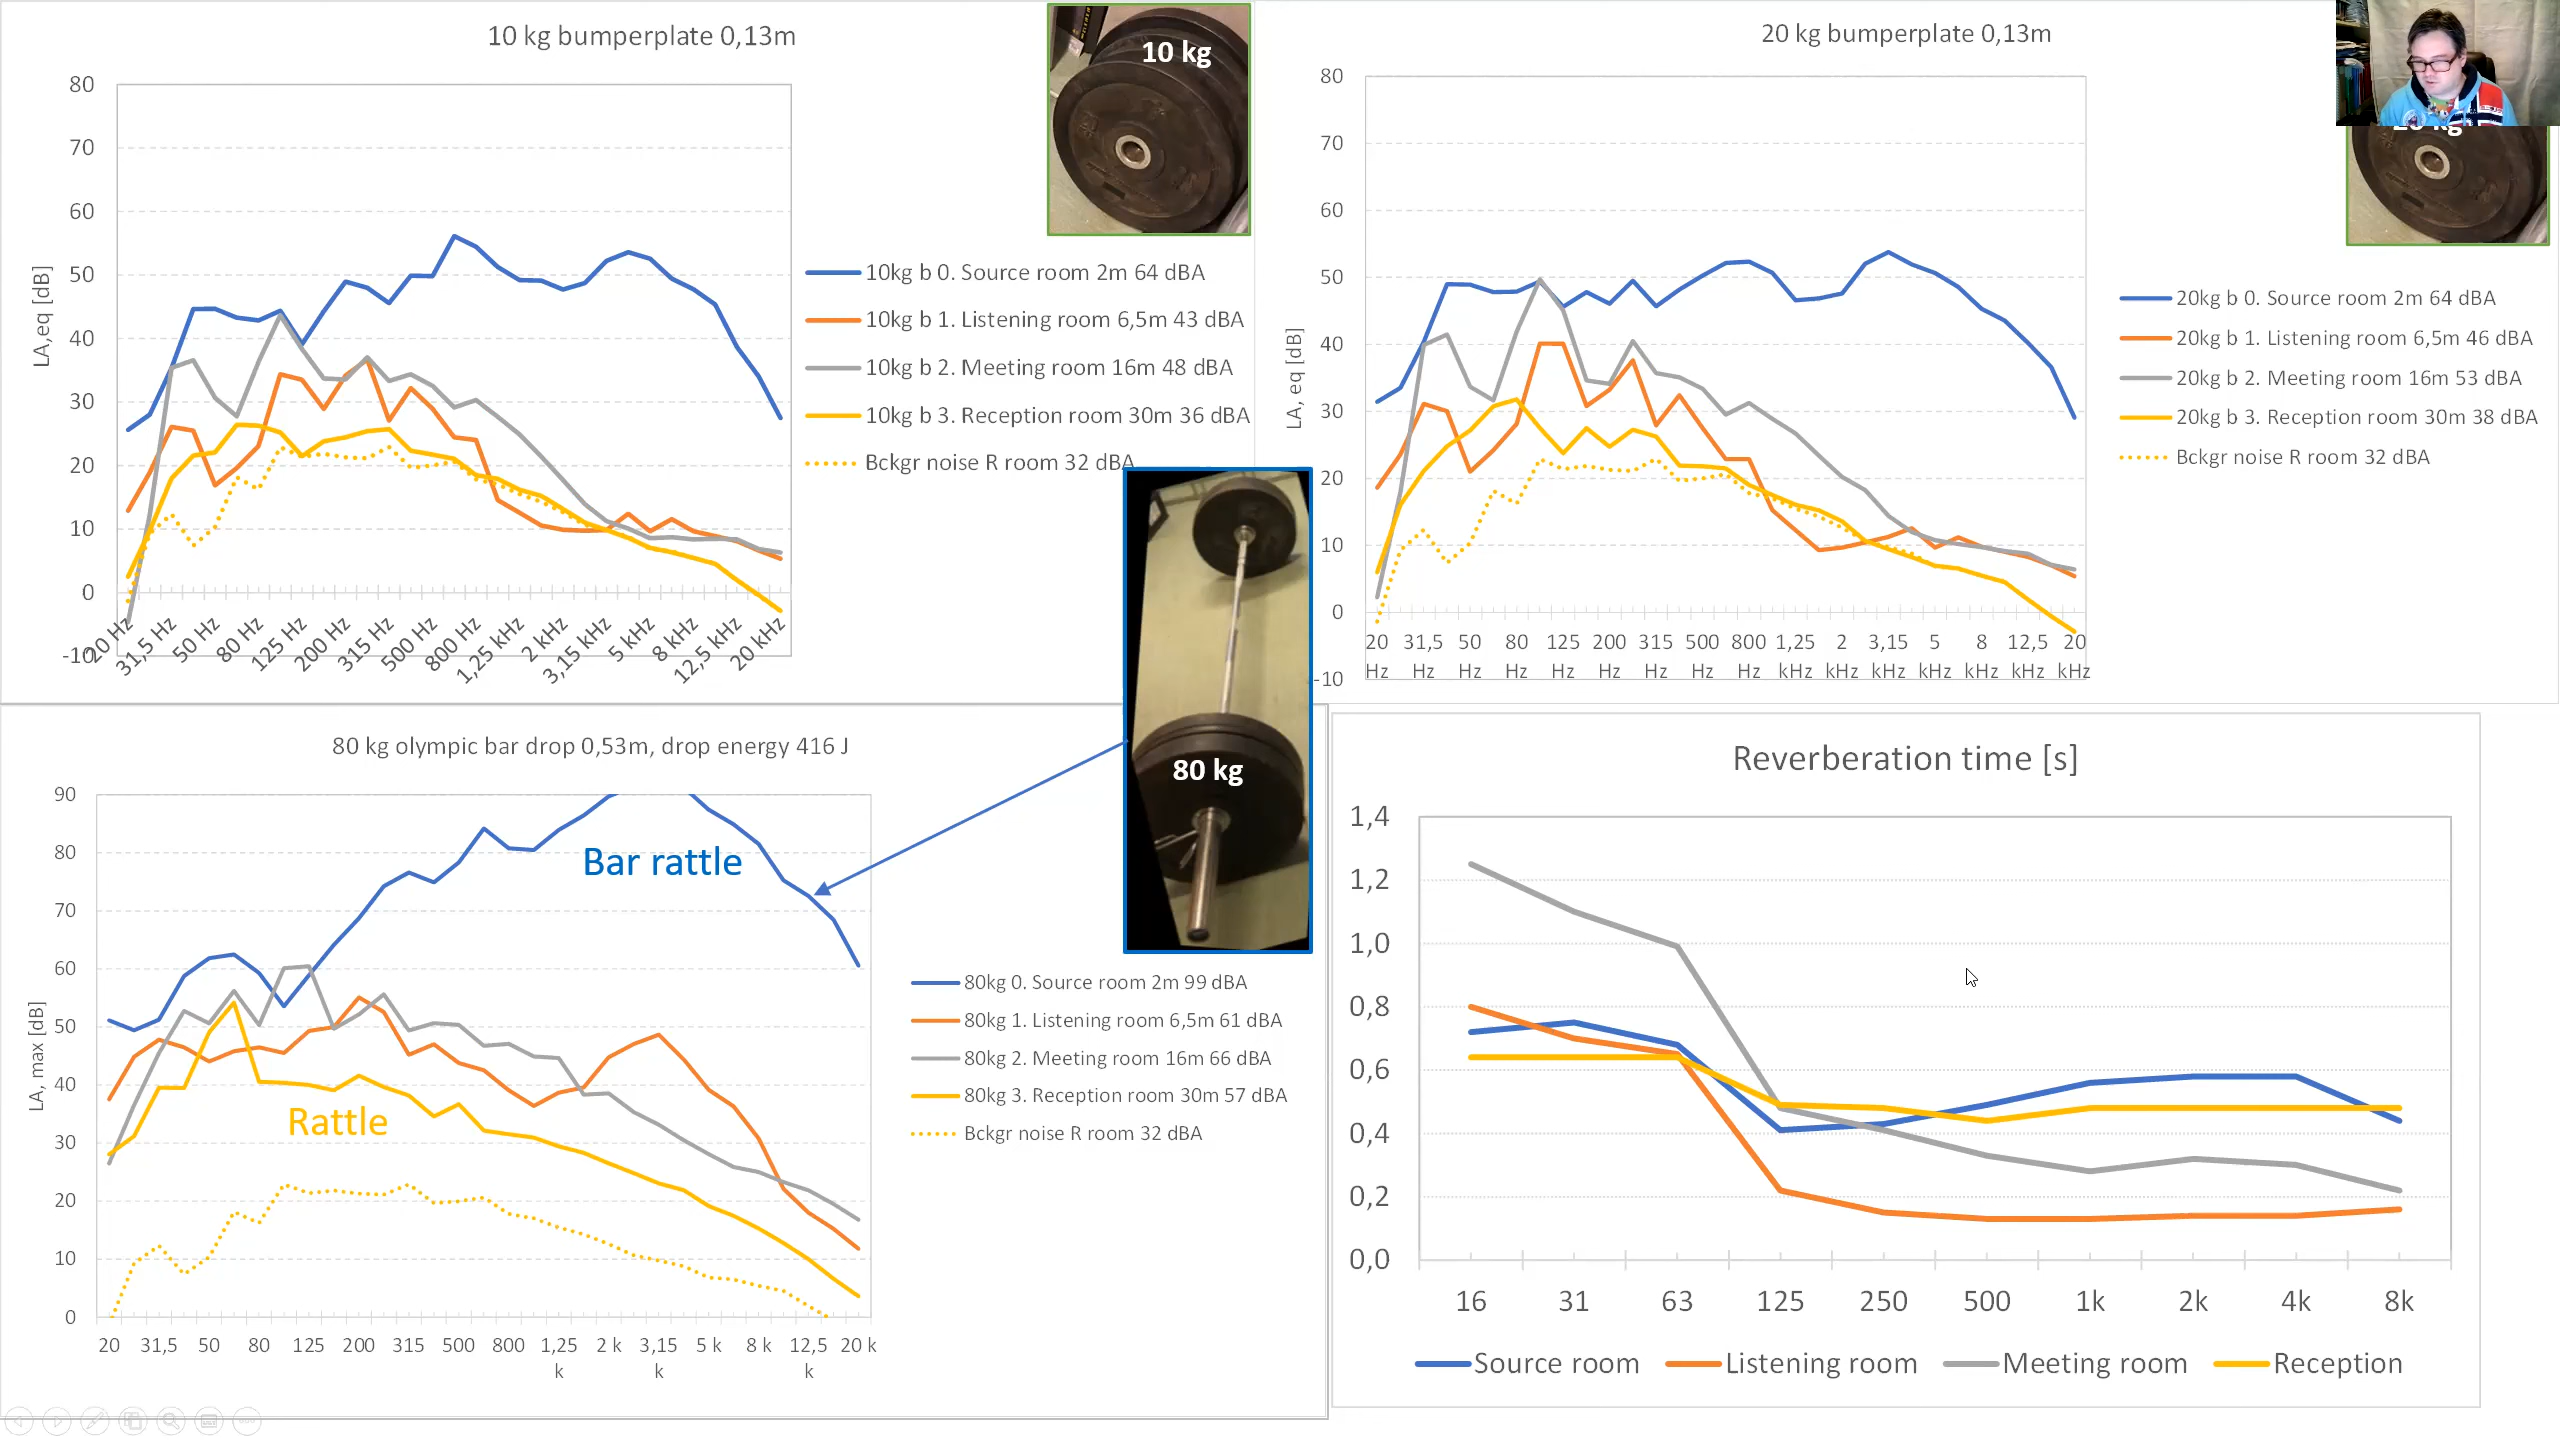 10 kg bumperplate 0,13m
10 kg
80
70
60
50
40
30
20
10
0
-10
LA,eq [dB]
20 Hz
31,5 Hz
50 Hz
80 Hz
125 Hz
200 Hz
315 Hz
500 Hz
800 Hz
1,25 kHz
2 kHz
3,15 kHz
5 kHz
8 kHz
12,5 kHz
20 kHz
10kg b 0. Source room 2m 64 dBA
10kg b 1. Listening room 6,5m 43 dBA
10kg b 2. Meeting room 16m 48 dBA
10kg b 3. Reception room 30m 36 dBA
Bckgr noise R room 32 dBA
20 kg bumperplate 0,13m
20 kg
80
70
60
50
40
30
20
10
0
-10
LA, eq [dB]
20 31,5 50 80 125 200 315 500 800 1,25 2 3,15 5 8 12,5 20
Hz Hz Hz Hz Hz Hz Hz Hz Hz kHz kHz kHz kHz kHz kHz kHz
20kg b 0. Source room 2m 64 dBA
20kg b 1. Listening room 6,5m 46 dBA
20kg b 2. Meeting room 16m 53 dBA
20kg b 3. Reception room 30m 38 dBA
Bckgr noise R room 32 dBA
80 kg olympic bar drop 0,53m, drop energy 416 J
80 kg
90
80
70
60
50
40
30
20
10
0
LA, max [dB]
Bar rattle
Rattle
20 31,5 50 80 125 200 315 500 800 1,25 2 k 3,15 5 k 8 k 12,5 20 k
k k k
80kg 0. Source room 2m 99 dBA
80kg 1. Listening room 6,5m 61 dBA
80kg 2. Meeting room 16m 66 dBA
80kg 3. Reception room 30m 57 dBA
Bckgr noise R room 32 dBA
Reverberation time [s]
1,4
1,2
1,0
0,8
0,6
0,4
0,2
0,0
16 31 63 125 250 500 1k 2k 4k 8k
Source room Listening room Meeting room Reception